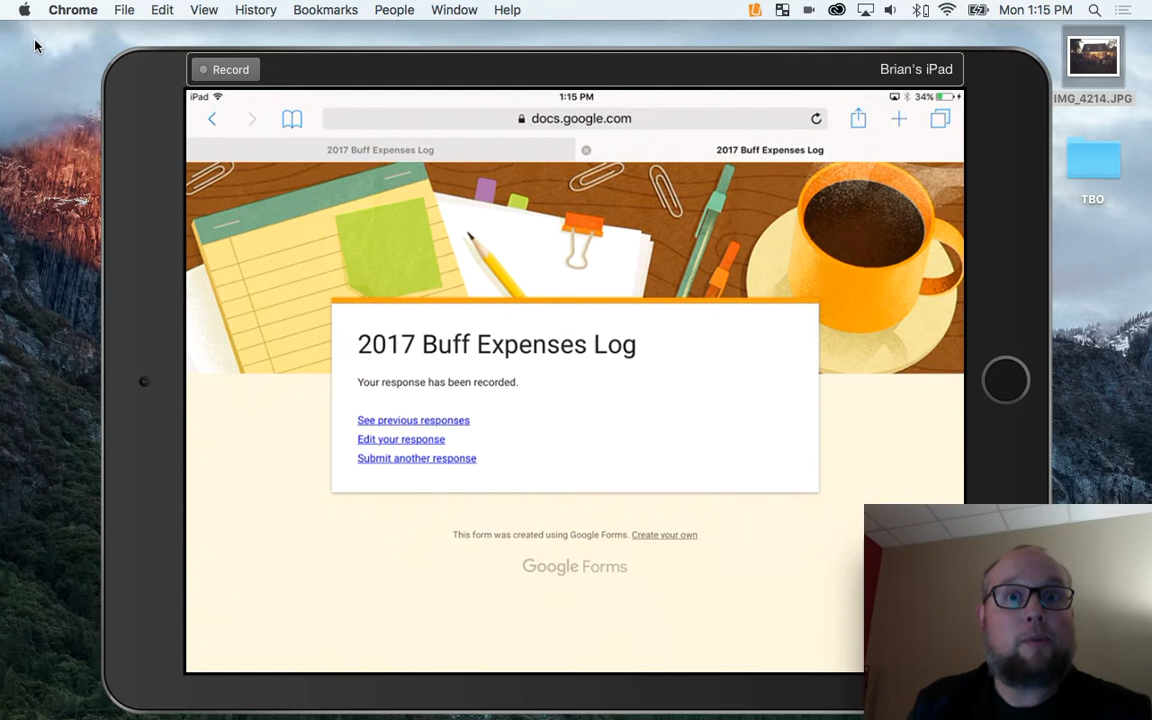 Chrome File Edit View History Bookmarks People Window Help Mon 1:15 PM
Record Brian's iPad
iPad 1:15 PM 34%
docs.google.com
2017 Buff Expenses Log 2017 Buff Expenses Log
IMG_4214.JPG
TBO
2017 Buff Expenses Log
Your response has been recorded.
See previous responses
Edit your response
Submit another response
This form was created using Google Forms. Create your own
Google Forms